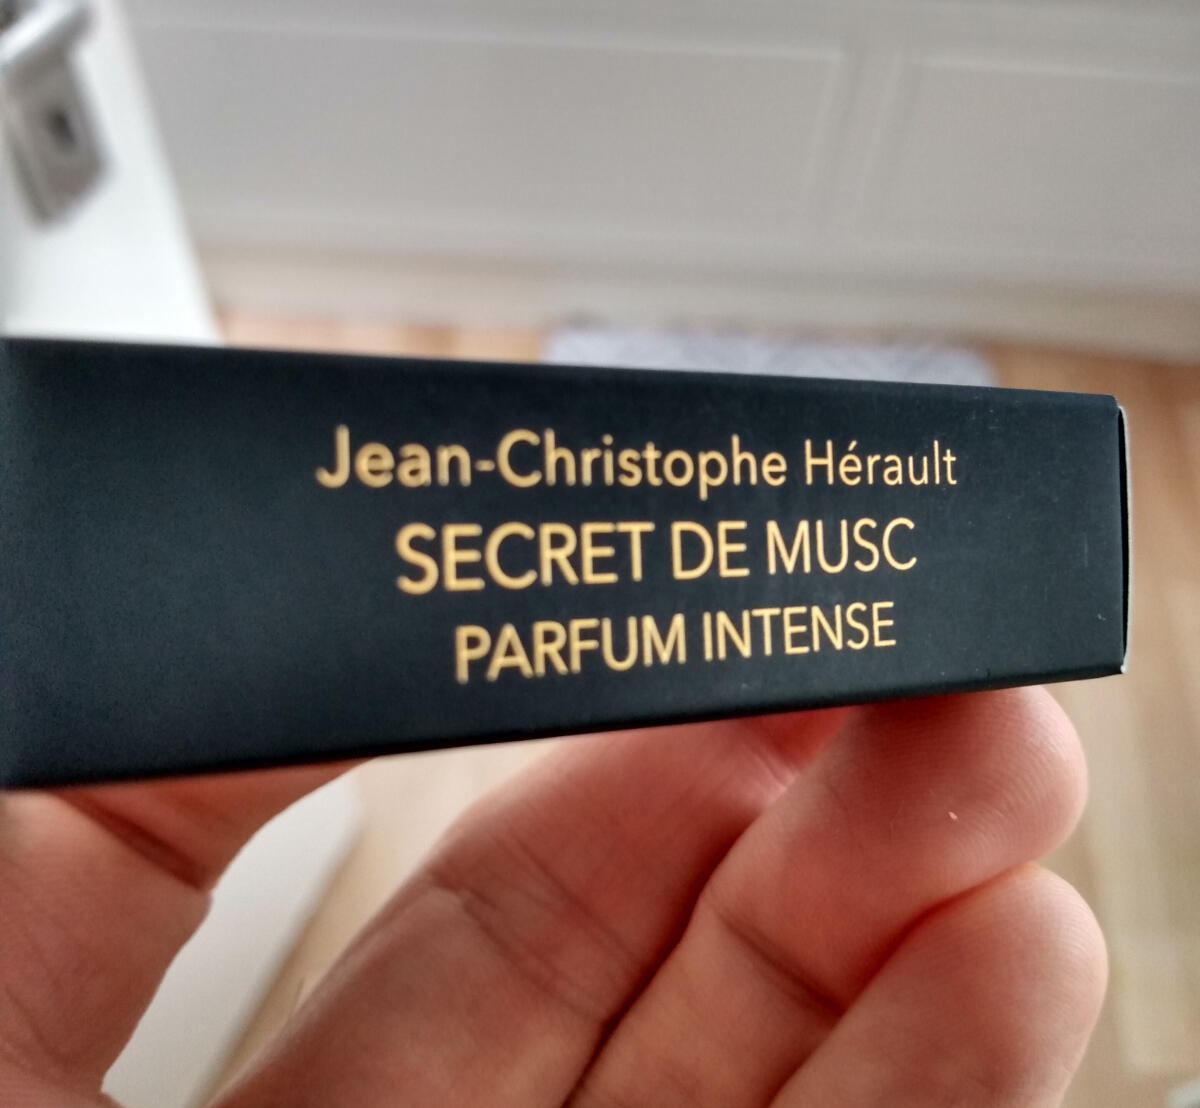 Jean-Christophe Hérault
SECRET DE MUSC
PARFUM INTENSE